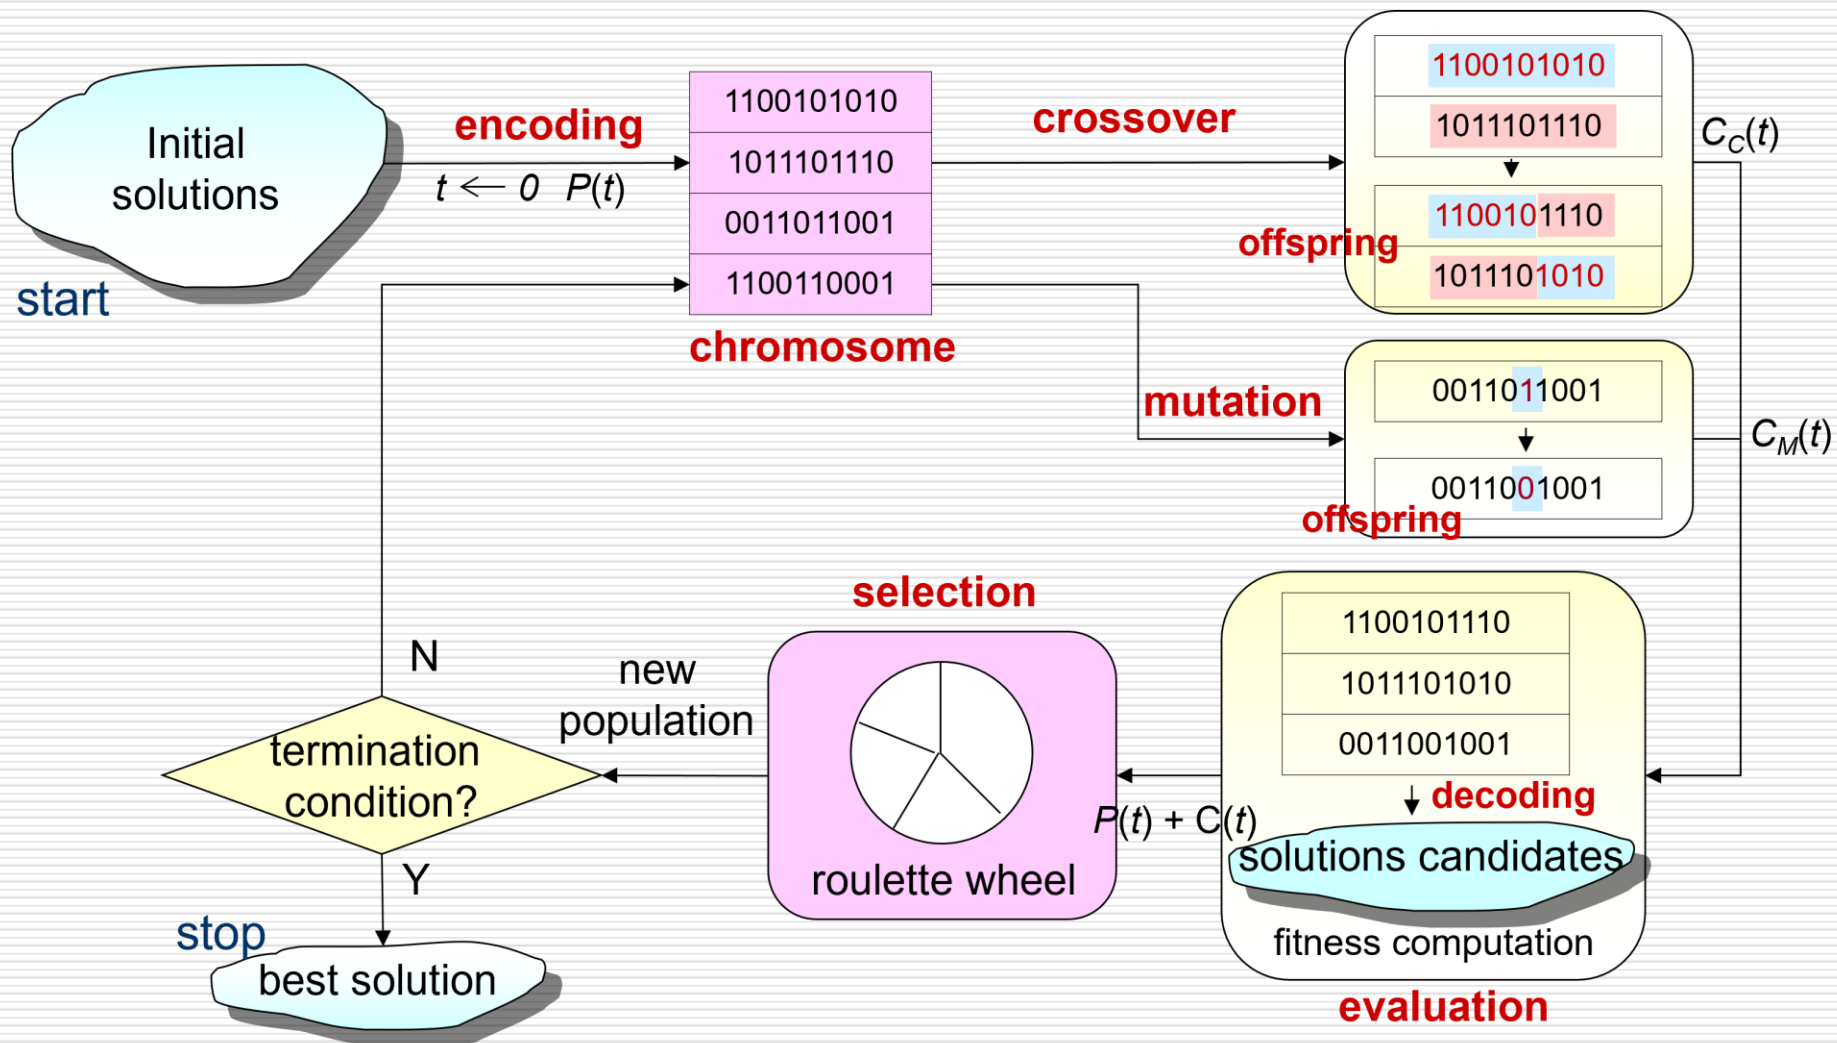 Initial
solutions
start
encoding
t ← 0 P(t)
1100101010
1011101110
0011011001
1100110001
chromosome
crossover
1100101010
1011101110
offspring
1100101110
1011101010
C_C(t)
mutation
0011011001
0011001001
offspring
C_M(t)
1100101110
1011101010
0011001001
decoding
solutions candidates
fitness computation
evaluation
P(t) + C(t)
selection
roulette wheel
new
population
termination
condition?
N
Y
stop
best solution